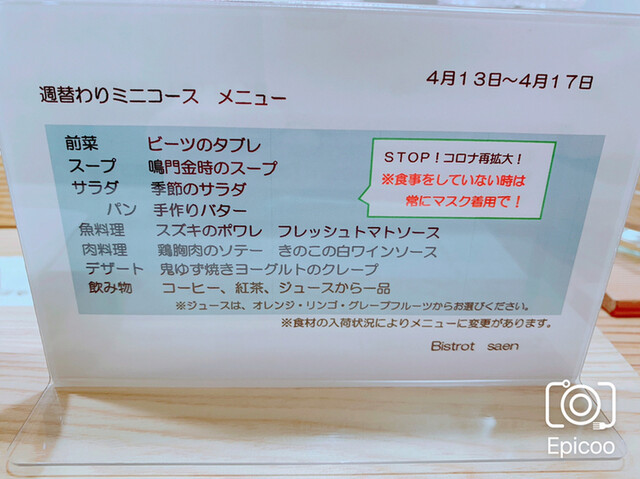 4月13日～4月17日
週替わりミニコース　メニュー
前菜　ビーツのタブレ
スープ　鳴門金時のスープ
サラダ　季節のサラダ
パン　手作りバター
魚料理　スズキのポワレ　フレッシュトマトソース
肉料理　鶏胸肉のソテー　きのこの白ワインソース
デザート　鬼ゆず焼きヨーグルトのクレープ
飲み物　コーヒー、紅茶、ジュースから一品
※ジュースは、オレンジ・リンゴ・グレープフルーツからお選びください。
※食材の入荷状況によりメニューに変更があります。
Bistrot saen
STOP！コロナ再拡大！
※食事をしていない時は
常にマスク着用で！
Epicoo